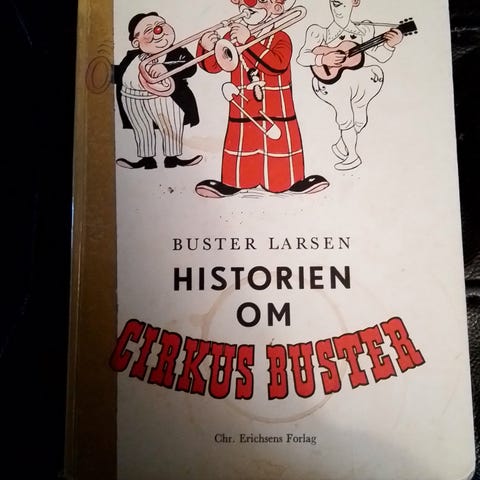 BUSTER LARSEN
HISTORIEN
OM
CIRKUS BUSTER
Chr. Erichsens Forlag